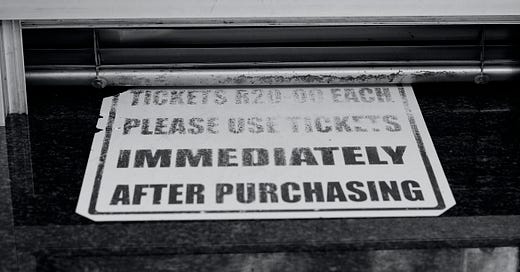 TICKETS R20-00 EACH
PLEASE USE TICKETS
IMMEDIATELY
AFTER PURCHASING